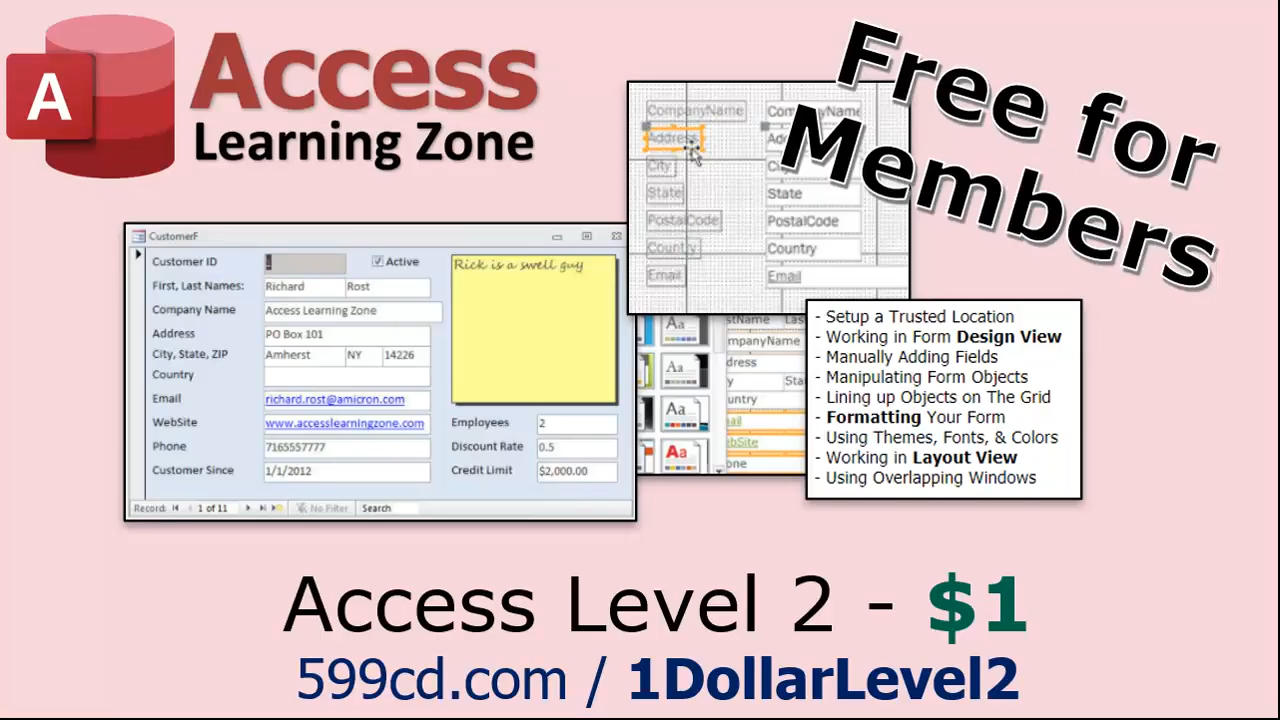 A
Access
Learning Zone
Free for
Members
CompanyName
CompanyName
Address
City
State
State
PostalCode
PostalCode
Country
Country
Email
Email
CustomerF
Customer ID
Active
First, Last Names:
Richard
Rost
Company Name
Access Learning Zone
Address
PO Box 101
City, State, ZIP
Amherst
NY
14226
Country
Email
richard.rost@amicron.com
WebSite
www.accesslearningzone.com
Phone
7165557777
Customer Since
1/1/2012
Rick is a swell guy
Employees
2
Discount Rate
0.5
Credit Limit
$2,000.00
Record:
1 of 11
No Filter
Search
Aa
Aa
Aa
Aa
- Setup a Trusted Location
- Working in Form Design View
- Manually Adding Fields
- Manipulating Form Objects
- Lining up Objects on The Grid
- Formatting Your Form
- Using Themes, Fonts, & Colors
- Working in Layout View
- Using Overlapping Windows
Access Level 2 - $1
599cd.com / 1DollarLevel2